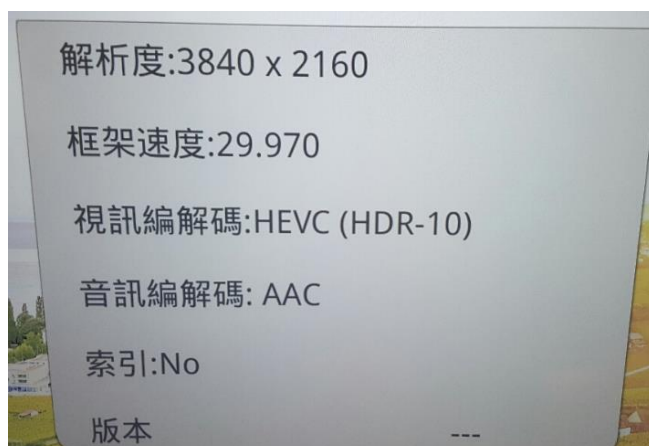 解析度:3840 x 2160
框架速度:29.970
視訊編解碼:HEVC (HDR-10)
音訊編解碼: AAC
索引:No
版本 ---